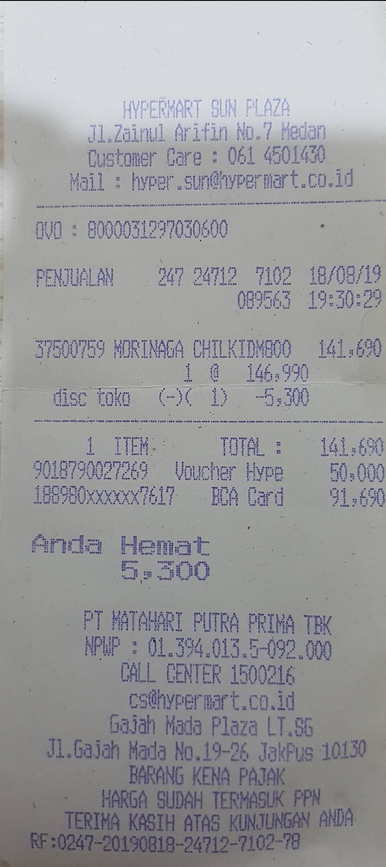 HYPERMART SUN PLAZA
Jl.Zainul Arifin No.7 Medan
Customer Care : 061 4501430
Mail : hyper.sun@hypermart.co.id
OVO : 8000031297030600
PENJUALAN 247 24712 7102 18/08/19
089563 19:30:29
37500759 MORINAGA CHILKIDM800 141,690
1 @ 146,990
disc toko (-)( 1) -5,300
1 ITEM. TOTAL : 141,690
9018790027269 Voucher Hype 50,000
188980xxxxxx7617 BCA Card 91,690
Anda Hemat
5,300
PT MATAHARI PUTRA PRIMA TBK
NPWP : 01.394.013.5-092.000
CALL CENTER 1500216
cs@hypermart.co.id
Gajah Mada Plaza LT.SG
Jl.Gajah Mada No.19-26 JakPus 10130
BARANG KENA PAJAK
HARGA SUDAH TERMASUK PPN
TERIMA KASIH ATAS KUNJUNGAN ANDA
RF:0247-20190818-24712-7102-78